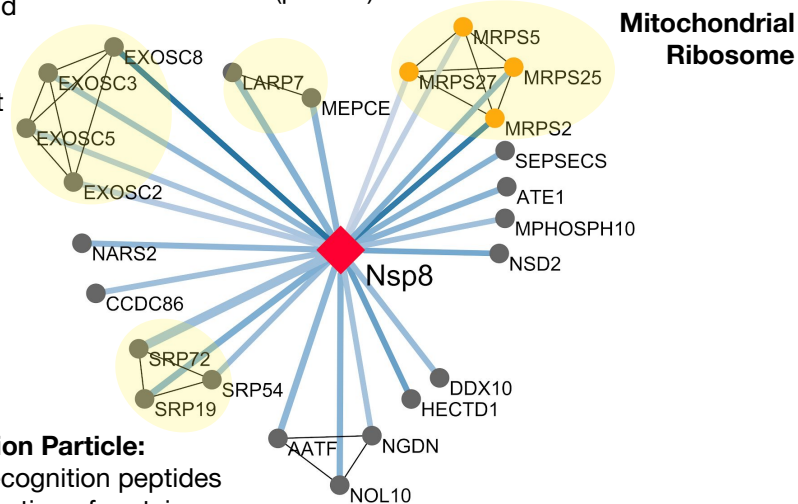 d
Mitochondrial
Ribosome
MRPS5
EXOSC8
EXOSC3
LARP7
MRPS27
MRPS25
t
MEPCE
MRPS2
EXOSC5
SEPSECS
EXOSC2
ATE1
MPHOSPH10
NARS2
NSD2
Nsp8
CCDC86
SRP72
SRP54
DDX10
SRP19
HECTD1
ion Particle:
AATF
NGDN
ecognition peptides
NOL10